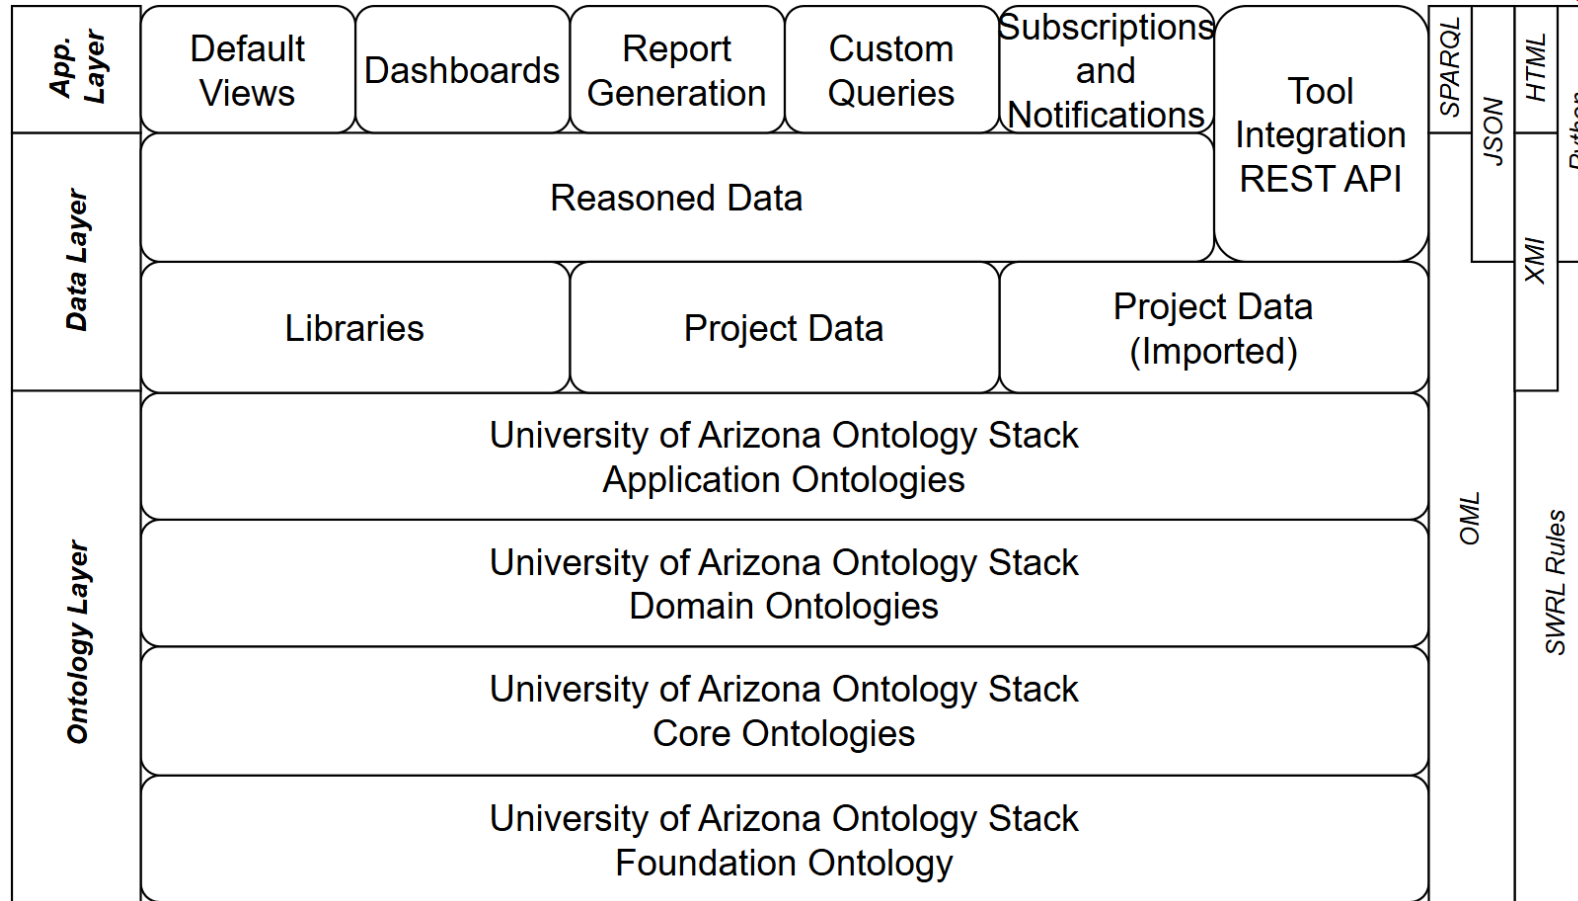 App.
Layer
Default
Views
Dashboards
Report
Generation
Custom
Queries
Subscriptions
and
Notifications
Tool
Integration
REST API
SPARQL
JSON
HTML
Python
Data Layer
Reasoned Data
XMI
Libraries
Project Data
Project Data
(Imported)
Ontology Layer
University of Arizona Ontology Stack
Application Ontologies
University of Arizona Ontology Stack
Domain Ontologies
University of Arizona Ontology Stack
Core Ontologies
University of Arizona Ontology Stack
Foundation Ontology
OML
SWRL Rules